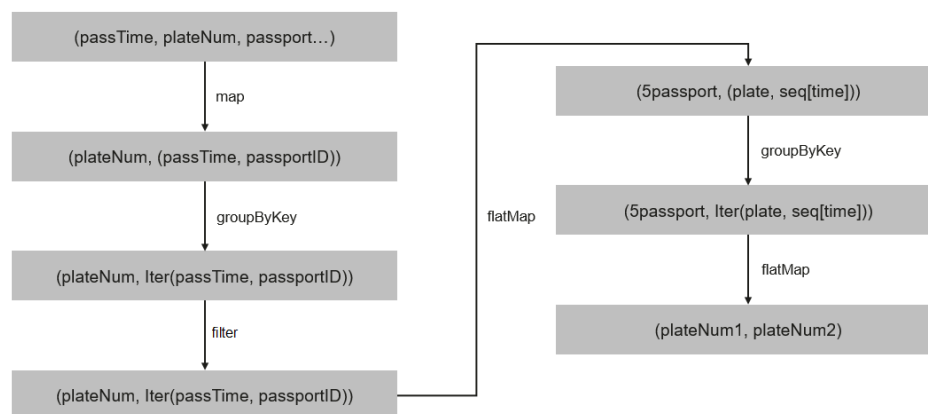 (passTime, plateNum, passport…)
map
(plateNum, (passTime, passportID))
groupByKey
(plateNum, Iter(passTime, passportID))
filter
(plateNum, Iter(passTime, passportID))
flatMap
(5passport, (plate, seq[time]))
groupByKey
(5passport, Iter(plate, seq[time]))
flatMap
(plateNum1, plateNum2)